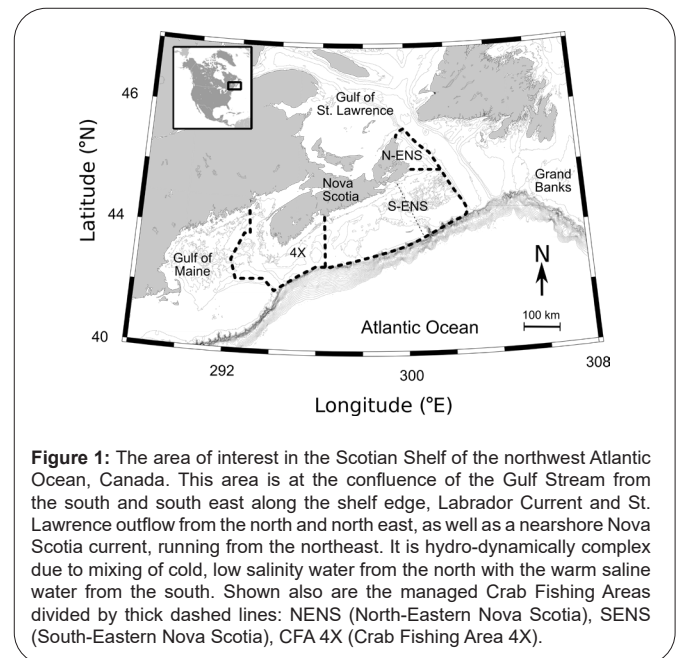 46
Gulf of
St. Lawrence
N-ENS
Grand
Banks
Nova
Scotia
S-ENS
Latitude (°N)
44
Gulf of
Maine
4X
N
100 km
Atlantic Ocean
40
308
292
300
Longitude (°E)
Figure 1: The area of interest in the Scotian Shelf of the northwest Atlantic
Ocean, Canada. This area is at the confluence of the Gulf Stream from
the south and south east along the shelf edge, Labrador Current and St.
Lawrence outflow from the north and north east, as well as a nearshore Nova
Scotia current, running from the northeast. It is hydro-dynamically complex
due to mixing of cold, low salinity water from the north with the warm saline
water from the south. Shown also are the managed Crab Fishing Areas
divided by thick dashed lines: NENS (North-Eastern Nova Scotia), SENS
(South-Eastern Nova Scotia), CFA 4X (Crab Fishing Area 4X).